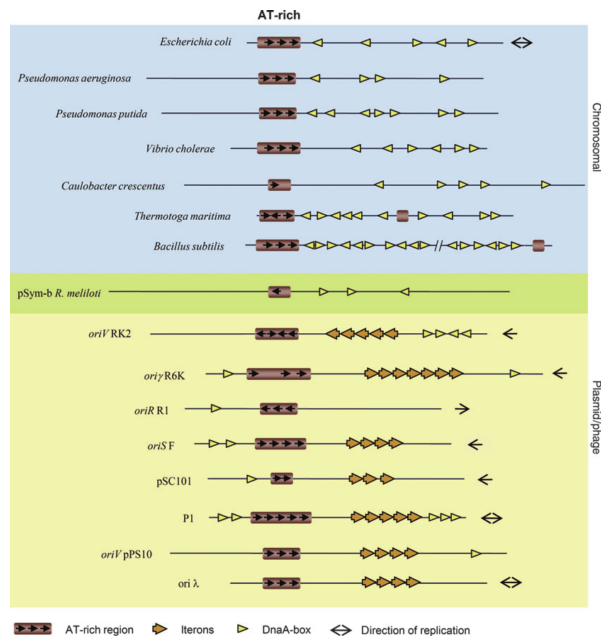 AT-rich
Escherichia coli
Pseudomonas aeruginosa
Pseudomonas putida
Vibrio cholerae
Caulobacter crescentus
Thermotoga maritima
Bacillus subtilis
Chromosomal
pSym-b R. meliloti
oriV RK2
oriγ R6K
oriR R1
oriS F
pSC101
P1
oriV pPS10
ori λ
Plasmid/phage
AT-rich region
Iterons
DnaA-box
Direction of replication